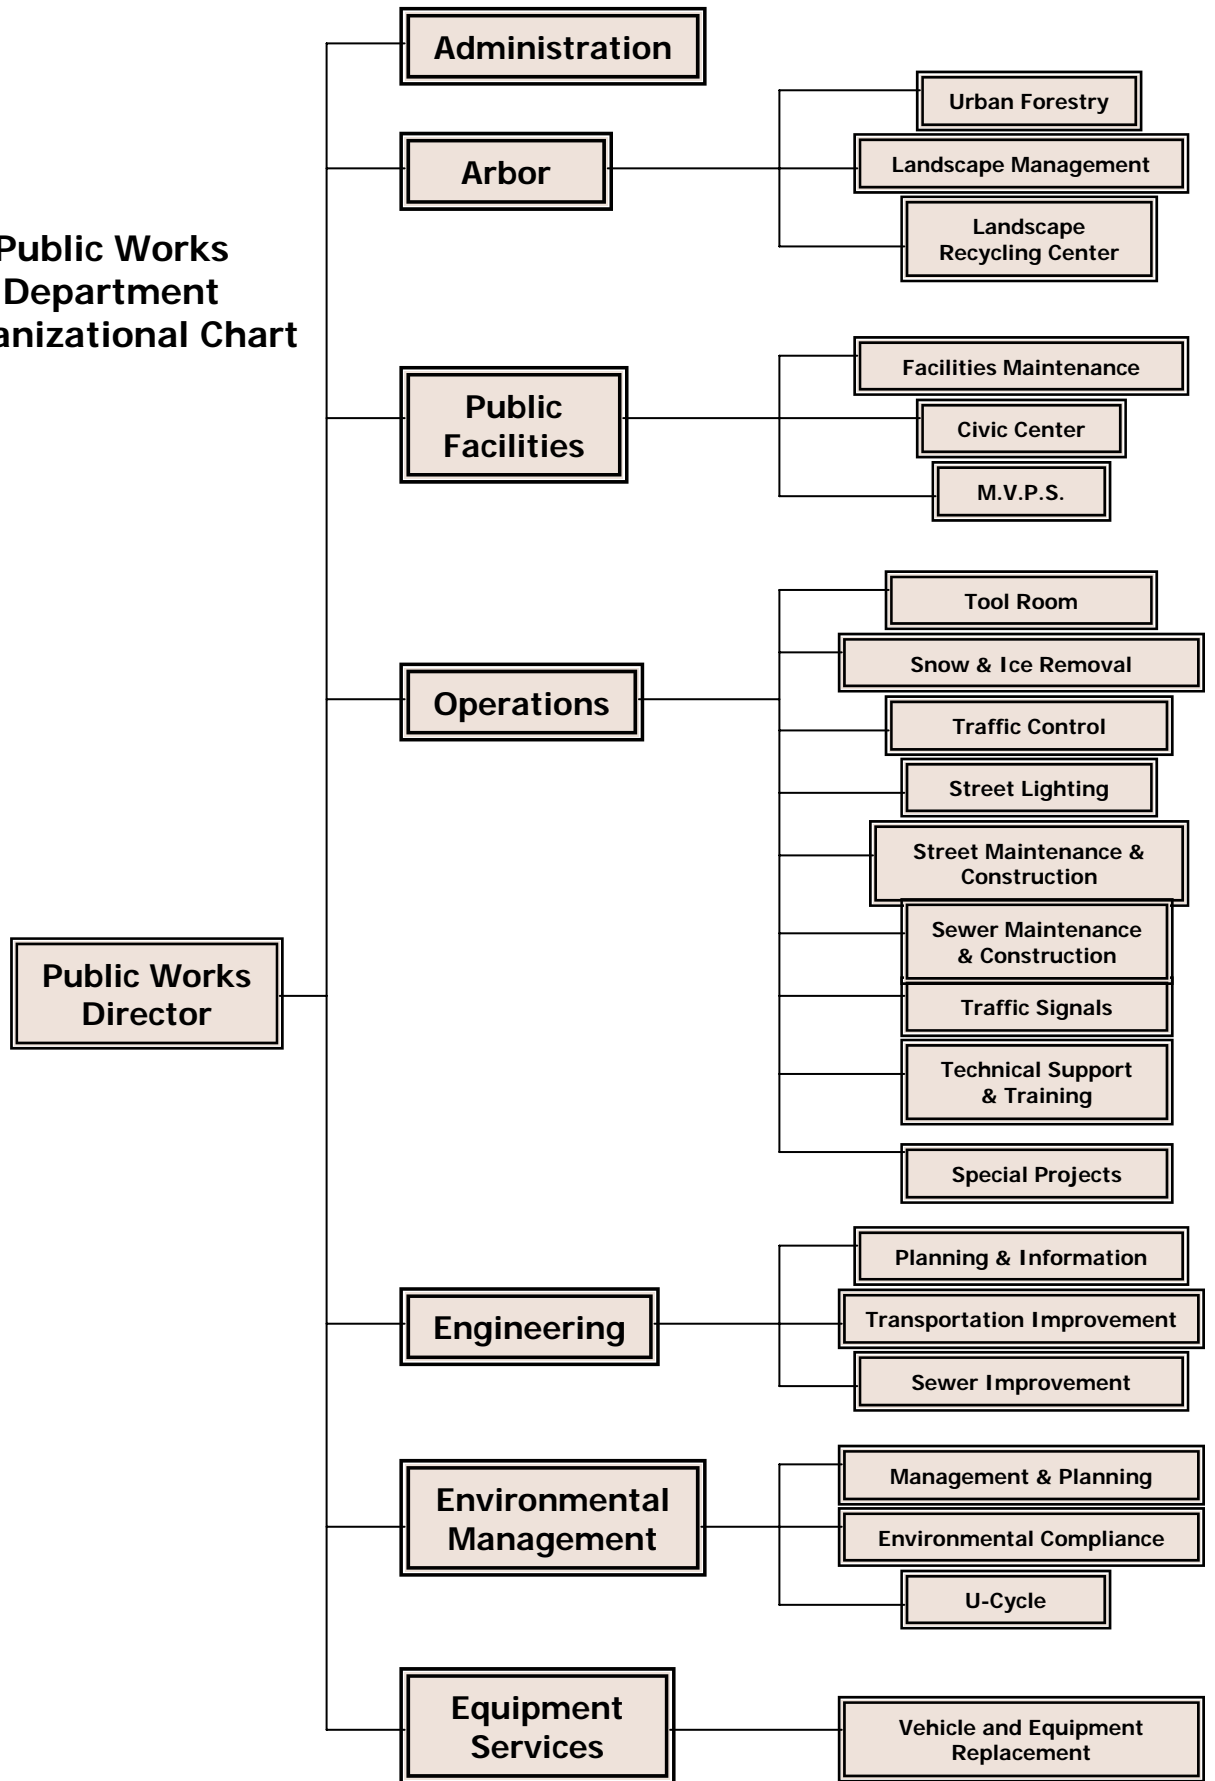 Public Works
Department
anizational Chart
Public Works
Director
Administration
Arbor
Urban Forestry
Landscape Management
Landscape
Recycling Center
Public
Facilities
Facilities Maintenance
Civic Center
M.V.P.S.
Operations
Tool Room
Snow & Ice Removal
Traffic Control
Street Lighting
Street Maintenance &
Construction
Sewer Maintenance
& Construction
Traffic Signals
Technical Support
& Training
Special Projects
Engineering
Planning & Information
Transportation Improvement
Sewer Improvement
Environmental
Management
Management & Planning
Environmental Compliance
U-Cycle
Equipment
Services
Vehicle and Equipment
Replacement